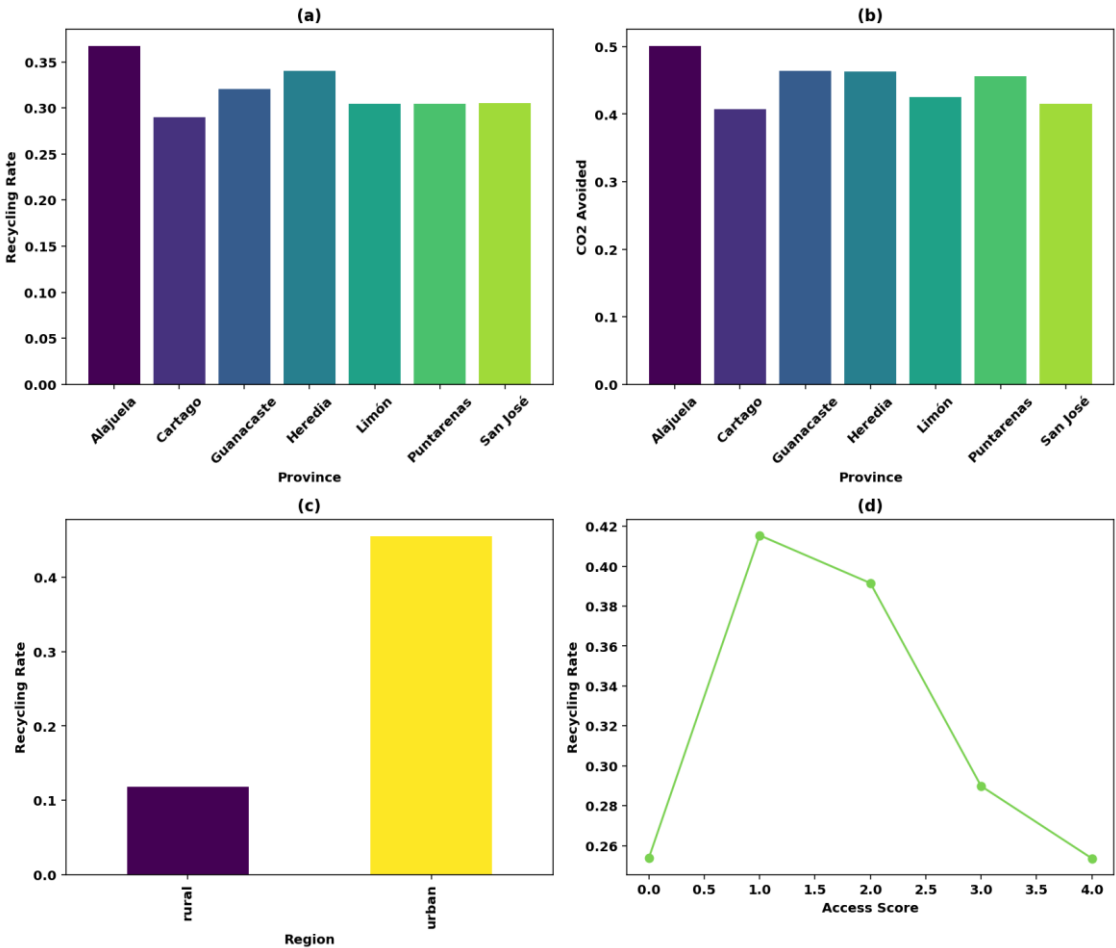 (a)
Recycling Rate
0.35
0.30
0.25
0.20
0.15
0.10
0.05
0.00
Alajuela
Cartago
Guanacaste
Heredia
Limón
Puntarenas
San José
Province
(b)
CO2 Avoided
0.5
0.4
0.3
0.2
0.1
0.0
Alajuela
Cartago
Guanacaste
Heredia
Limón
Puntarenas
San José
Province
(c)
Recycling Rate
0.4
0.3
0.2
0.1
0.0
rural
urban
Region
(d)
Recycling Rate
0.42
0.40
0.38
0.36
0.34
0.32
0.30
0.28
0.26
0.0 0.5 1.0 1.5 2.0 2.5 3.0 3.5 4.0
Access Score